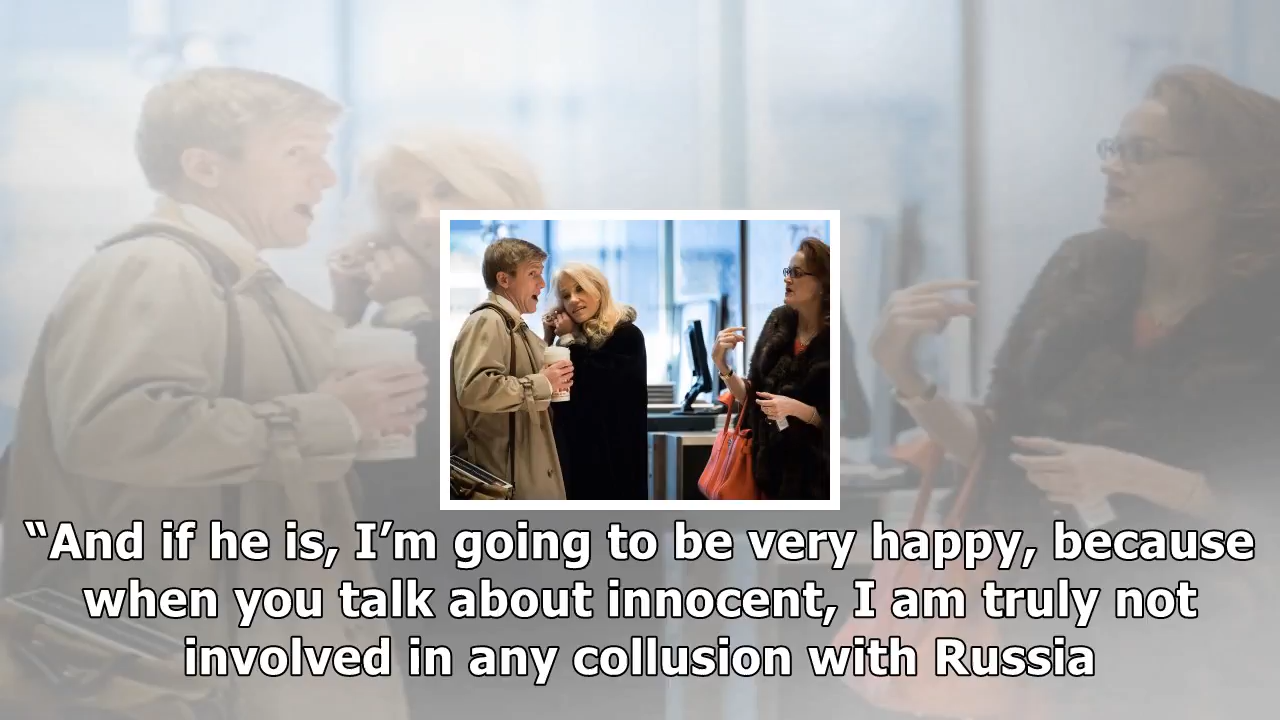 “And if he is, I’m going to be very happy, because
when you talk about innocent, I am truly not
involved in any collusion with Russia